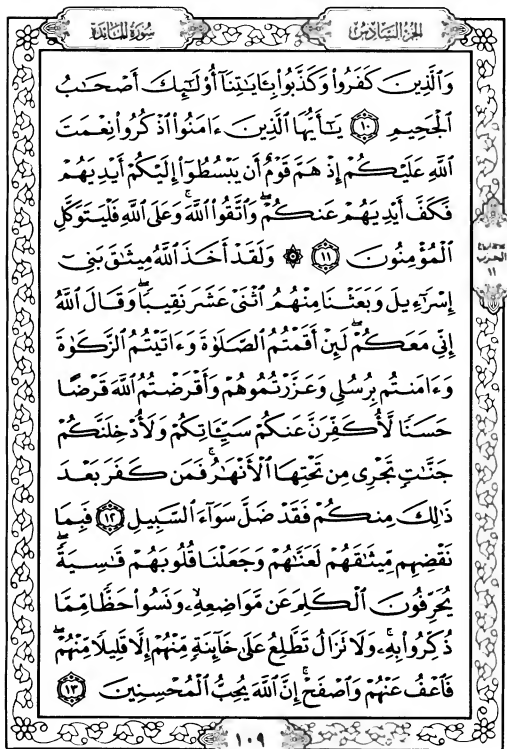 الجزء السادس
سورة المائدة
وَالَّذِينَ كَفَرُوا۟ وَكَذَّبُوا۟ بِـَٔايَـٰتِنَآ أُو۟لَـٰٓئِكَ أَصْحَـٰبُ
الْجَحِيمِ ١٠ يَـٰٓأَيُّهَا الَّذِينَ ءَامَنُوا۟ اذْكُرُوا۟ نِعْمَتَ
اللَّهِ عَلَيْكُمْ إِذْ هَمَّ قَوْمٌ أَن يَبْسُطُوٓا۟ إِلَيْكُمْ أَيْدِيَهُمْ
فَكَفَّ أَيْدِيَهُمْ عَنكُمْ ۖ وَاتَّقُوا۟ اللَّهَ ۚ وَعَلَى اللَّهِ فَلْيَتَوَكَّلِ
الْمُؤْمِنُونَ ١١ ۞ وَلَقَدْ أَخَذَ اللَّهُ مِيثَـٰقَ بَنِىٓ
إِسْرَٰٓءِيلَ وَبَعَثْنَا مِنْهُمُ اثْنَىْ عَشَرَ نَقِيبًا ۖ وَقَالَ اللَّهُ
إِنِّى مَعَكُمْ ۖ لَئِنْ أَقَمْتُمُ الصَّلَوٰةَ وَءَاتَيْتُمُ الزَّكَوٰةَ
وَءَامَنتُم بِرُسُلِى وَعَزَّرْتُمُوهُمْ وَأَقْرَضْتُمُ اللَّهَ قَرْضًا
حَسَنًا لَّأُكَفِّرَنَّ عَنكُمْ سَيِّـَٔاتِكُمْ وَلَأُدْخِلَنَّكُمْ
جَنَّـٰتٍ تَجْرِى مِن تَحْتِهَا الْأَنْهَـٰرُ ۚ فَمَن كَفَرَ بَعْدَ
ذَٰلِكَ مِنكُمْ فَقَدْ ضَلَّ سَوَآءَ السَّبِيلِ ١٢ فَبِمَا
نَقْضِهِم مِّيثَـٰقَهُمْ لَعَنَّـٰهُمْ وَجَعَلْنَا قُلُوبَهُمْ قَـٰسِيَةً ۖ
يُحَرِّفُونَ الْكَلِمَ عَن مَّوَاضِعِهِۦ ۙ وَنَسُوا۟ حَظًّا مِّمَّا
ذُكِّرُوا۟ بِهِۦ ۚ وَلَا تَزَالُ تَطَّلِعُ عَلَىٰ خَآئِنَةٍ مِّنْهُمْ إِلَّا قَلِيلًا مِّنْهُمْ ۖ
فَاعْفُ عَنْهُمْ وَاصْفَحْ ۚ إِنَّ اللَّهَ يُحِبُّ الْمُحْسِنِينَ ١٣
الحزب
١١
١٠٩